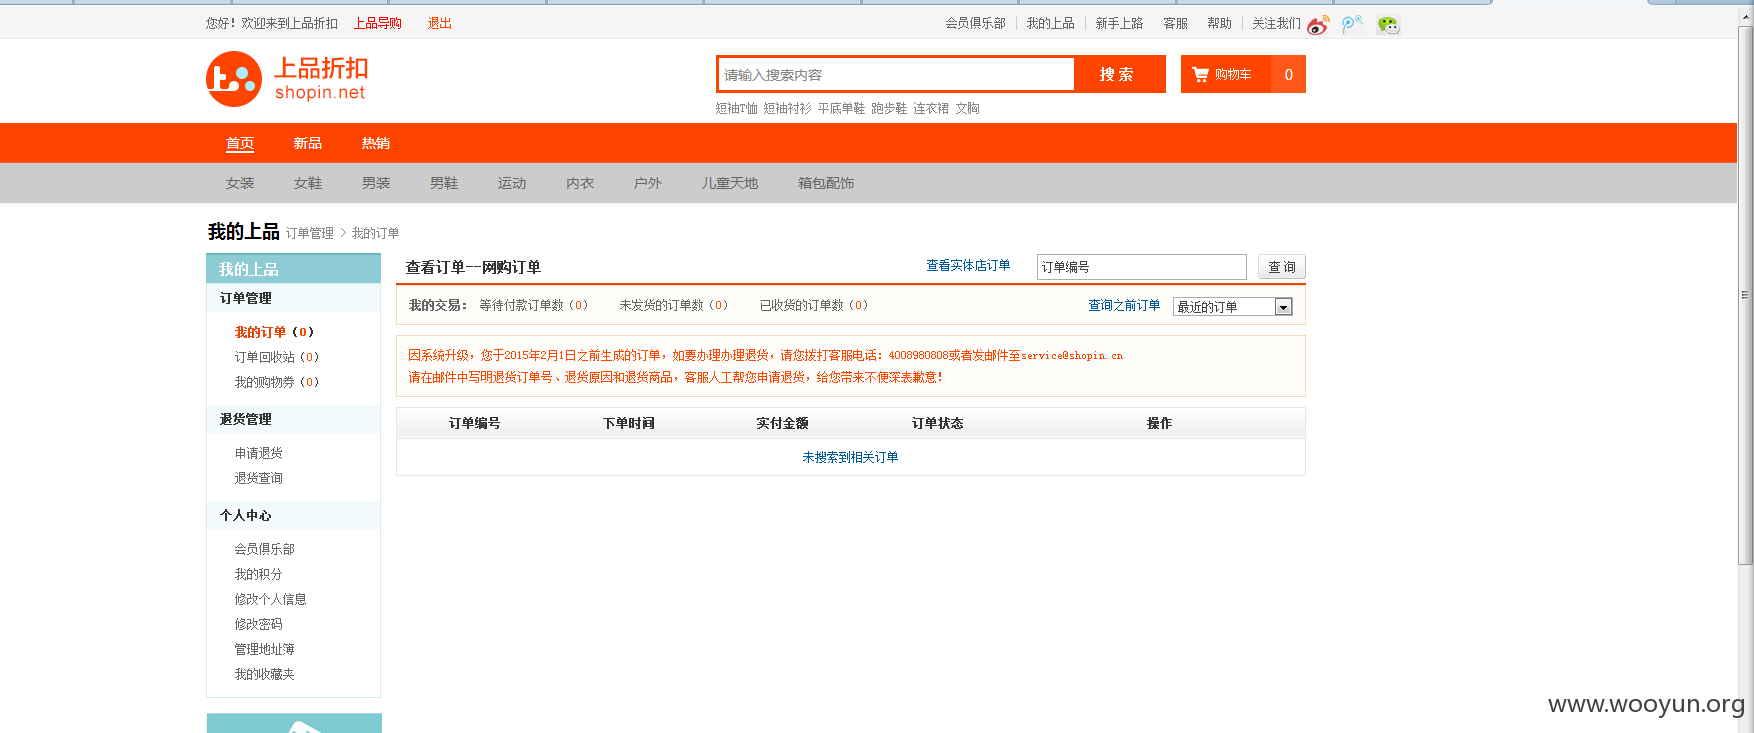 您好！欢迎来到上品折扣 上品导购 退出 会员俱乐部 我的上品 新手上路 客服 帮助 关注我们
上品折扣
shopin.net
请输入搜索内容 搜 索 购物车 0
短袖T恤 短袖衬衫 平底单鞋 跑步鞋 连衣裙 文胸
首页 新品 热销
女装 女鞋 男装 男鞋 运动 内衣 户外 儿童天地 箱包配饰
我的上品 订单管理 > 我的订单
我的上品
订单管理
我的订单（0）
订单回收站（0）
我的购物券（0）
退货管理
申请退货
退货查询
个人中心
会员俱乐部
我的积分
修改个人信息
修改密码
管理地址簿
我的收藏夹
查看订单--网购订单 查看实体店订单 订单编号 查 询
我的交易： 等待付款订单数（0） 未发货的订单数（0） 已收货的订单数（0） 查询之前订单 最近的订单
因系统升级，您于2015年2月1日之前生成的订单，如要办理办理退货，请您拨打客服电话：4008980808或者发邮件至service@shopin.cn
请在邮件中写明退货订单号、退货原因和退货商品，客服人工帮您申请退货，给您带来不便深表歉意！
订单编号 下单时间 实付金额 订单状态 操作
未搜索到相关订单
www.wooyun.org